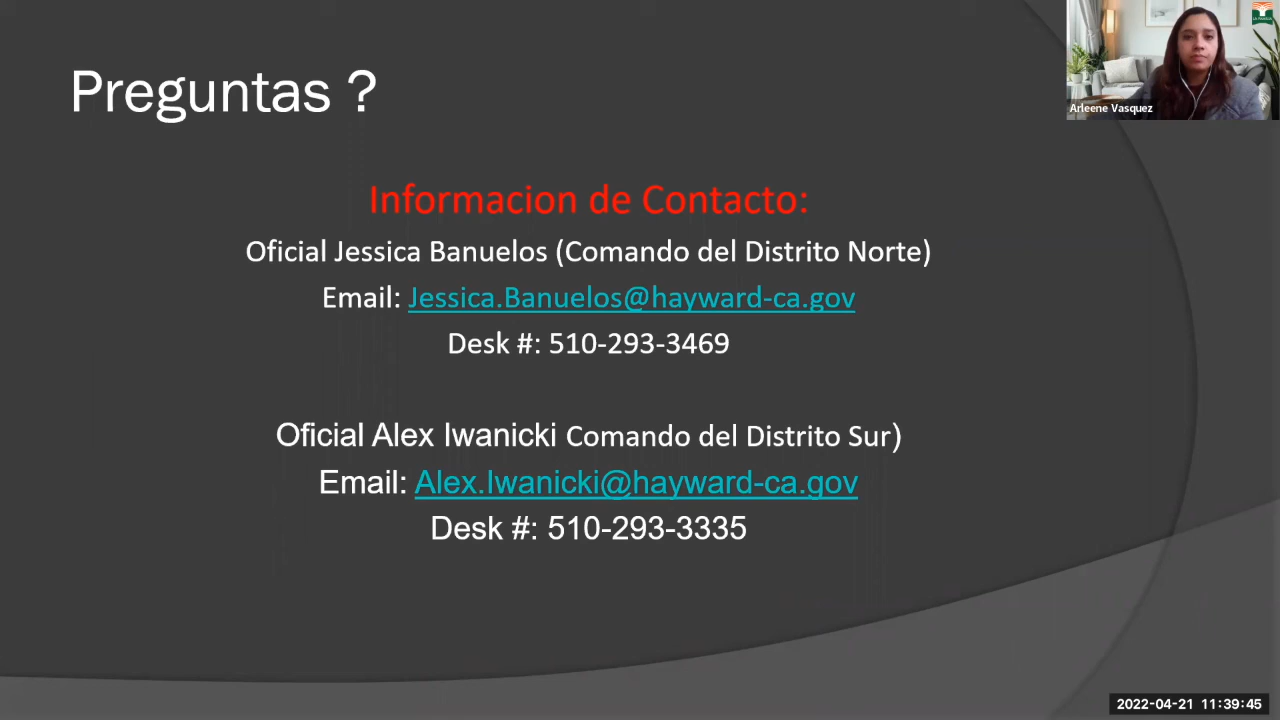 Preguntas ?
Informacion de Contacto:
Oficial Jessica Banuelos (Comando del Distrito Norte)
Email: Jessica.Banuelos@hayward-ca.gov
Desk #: 510-293-3469
Oficial Alex Iwanicki Comando del Distrito Sur)
Email: Alex.Iwanicki@hayward-ca.gov
Desk #: 510-293-3335
Arleene Vasquez
2022-04-21 11:39:45